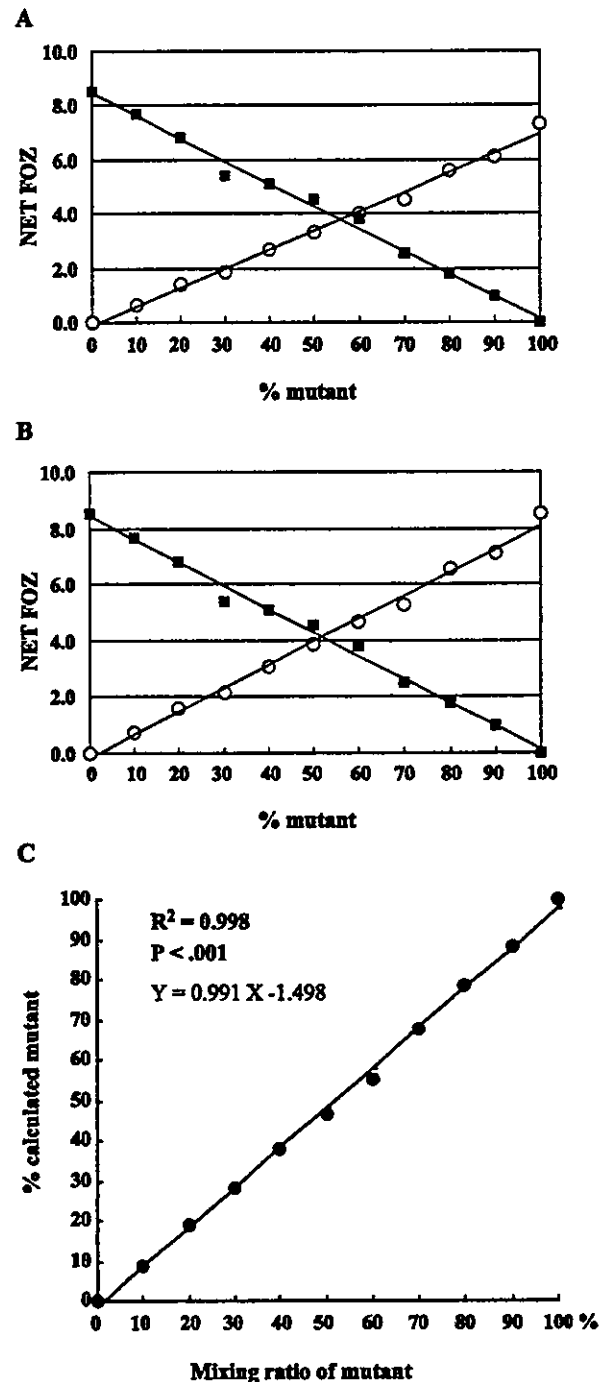 A
10.0
8.0
6.0
4.0
2.0
0.0
NET FOZ
0 10 20 30 40 50 60 70 80 90 100
% mutant
B
10.0
8.0
6.0
4.0
2.0
0.0
NET FOZ
0 10 20 30 40 50 60 70 80 90 100
% mutant
C
100
90
80
70
60
50
40
30
20
10
0
% calculated mutant
R² = 0.998
P < .001
Y = 0.991 X -1.498
0 10 20 30 40 50 60 70 80 90 100 %
Mixing ratio of mutant